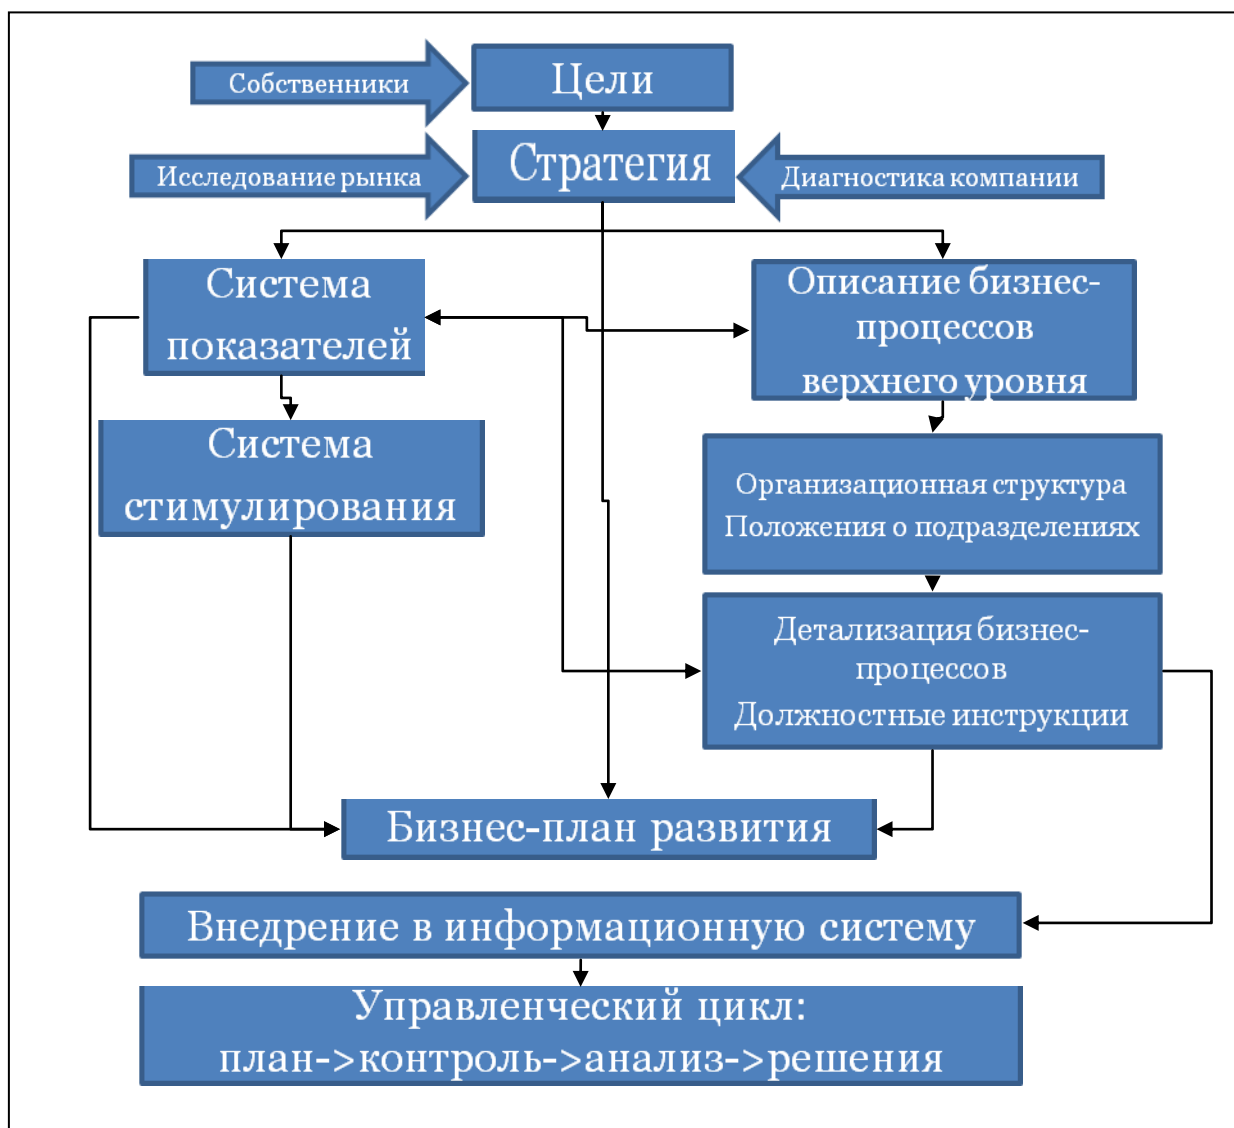 Собственники
Цели
Стратегия
Исследование рынка
Диагностика компании
Система
показателей
Описание бизнес-
процессов
верхнего уровня
Система
стимулирования
Организационная структура
Положения о подразделениях
Детализация бизнес-
процессов
Должностные инструкции
Бизнес-план развития
Внедрение в информационную систему
Управленческий цикл:
план->контроль->анализ->решения